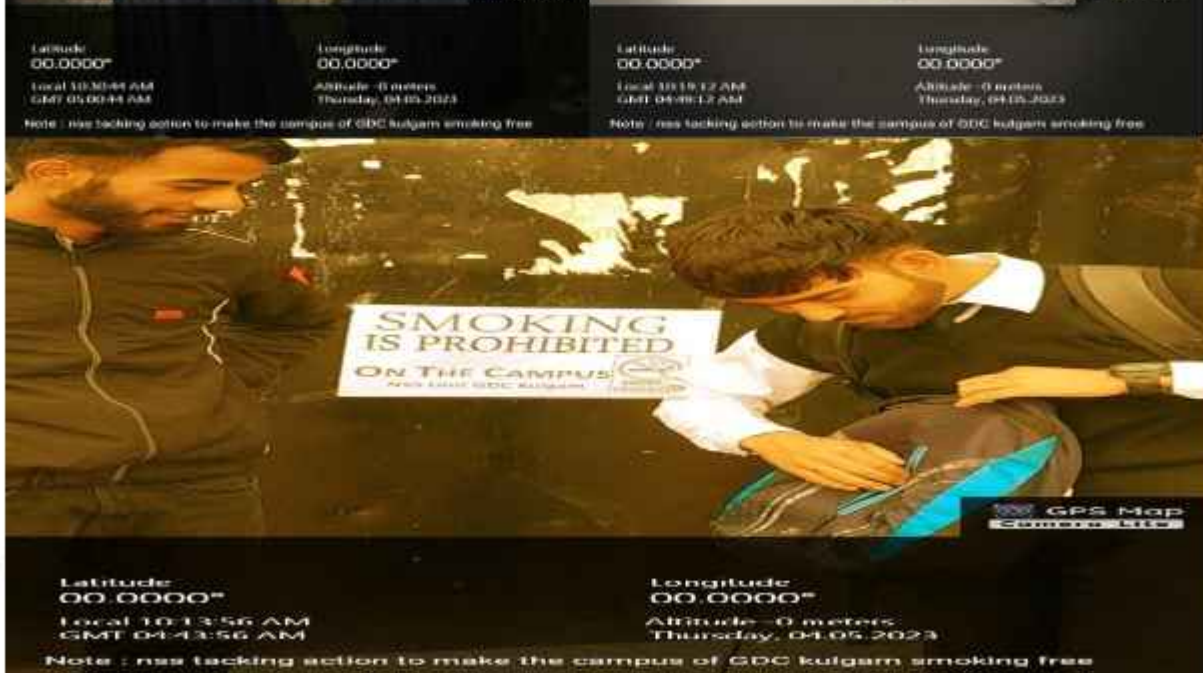 Latitude
00.0000°
Longitude
00.0000°
Local 10:30:44 AM
GMT 05:00:44 AM
Altitude -0 meters
Thursday, 04.05.2023
Note : nss tacking action to make the campus of GDC kulgam smoking free
Latitude
00.0000°
Longitude
00.0000°
Local 10:19:12 AM
GMT 04:49:12 AM
Altitude -0 meters
Thursday, 04.05.2023
Note : nss tacking action to make the campus of GDC kulgam smoking free
SMOKING
IS PROHIBITED
ON THE CAMPUS
NSS Unit GDC Kulgam
GPS Map
Camera Lite
Latitude
00.0000°
Longitude
00.0000°
Local 10:13:56 AM
GMT 04:43:56 AM
Altitude -0 meters
Thursday, 04.05.2023
Note : nss tacking action to make the campus of GDC kulgam smoking free